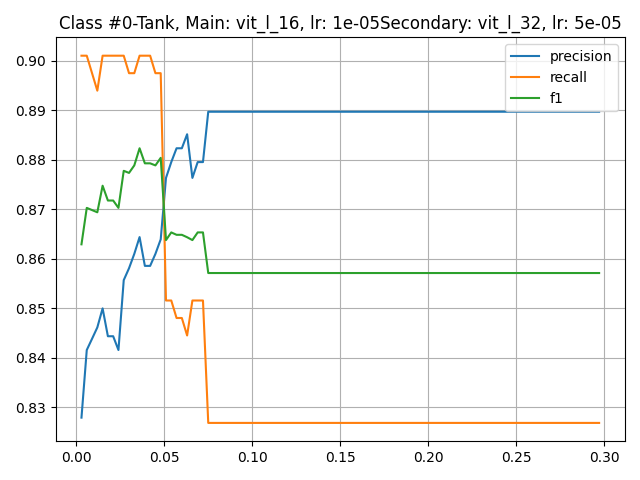 Class #0-Tank, Main: vit_l_16, lr: 1e-05Secondary: vit_l_32, lr: 5e-05
precision
recall
f1
0.90
0.89
0.88
0.87
0.86
0.85
0.84
0.83
0.00 0.05 0.10 0.15 0.20 0.25 0.30